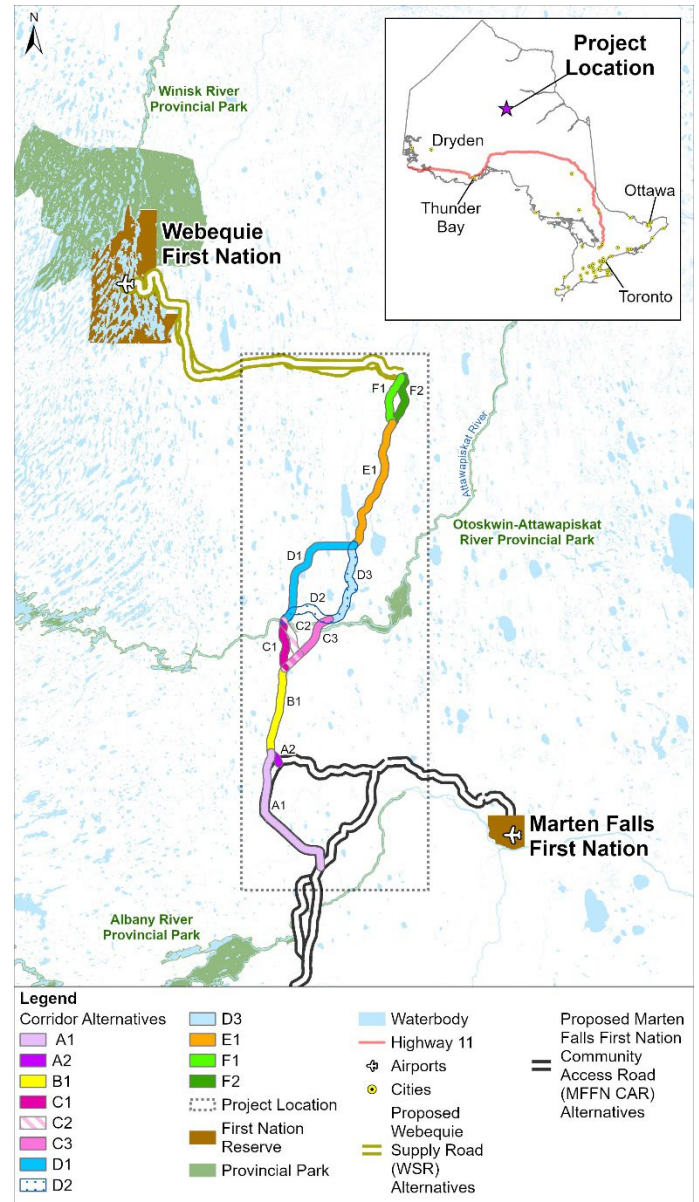 N
Winisk River
Provincial Park
Project
Location
Dryden
Thunder
Bay
Ottawa
Toronto
Webequie
First Nation
F1
F2
E1
Attawapiskat River
Otoskwin-Attawapiskat
River Provincial Park
D1
D3
D2
C2
C3
C1
B1
A2
A1
Marten Falls
First Nation
Albany River
Provincial Park
Legend
Corridor Alternatives
A1
A2
B1
C1
C2
C3
D1
D2
D3
E1
F1
F2
Project Location
First Nation
Reserve
Provincial Park
Waterbody
Highway 11
Airports
Cities
Proposed
Webequie
Supply Road
(WSR)
Alternatives
Proposed Marten
Falls First Nation
Community
Access Road
(MFFN CAR)
Alternatives